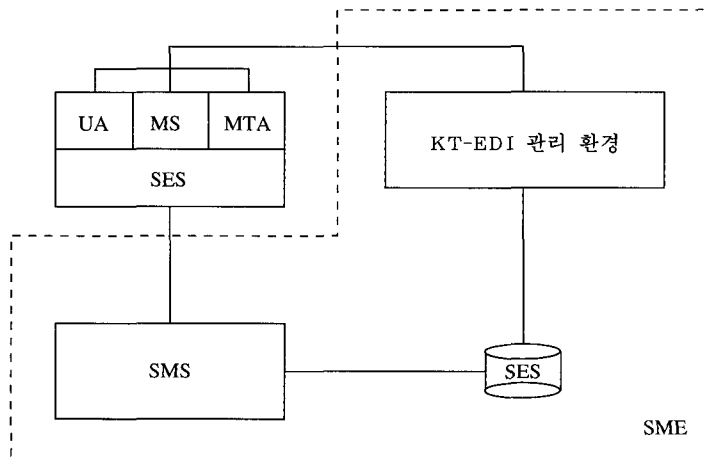 UA MS MTA
SES
KT-EDI 관리 환경
SMS
SES
SME